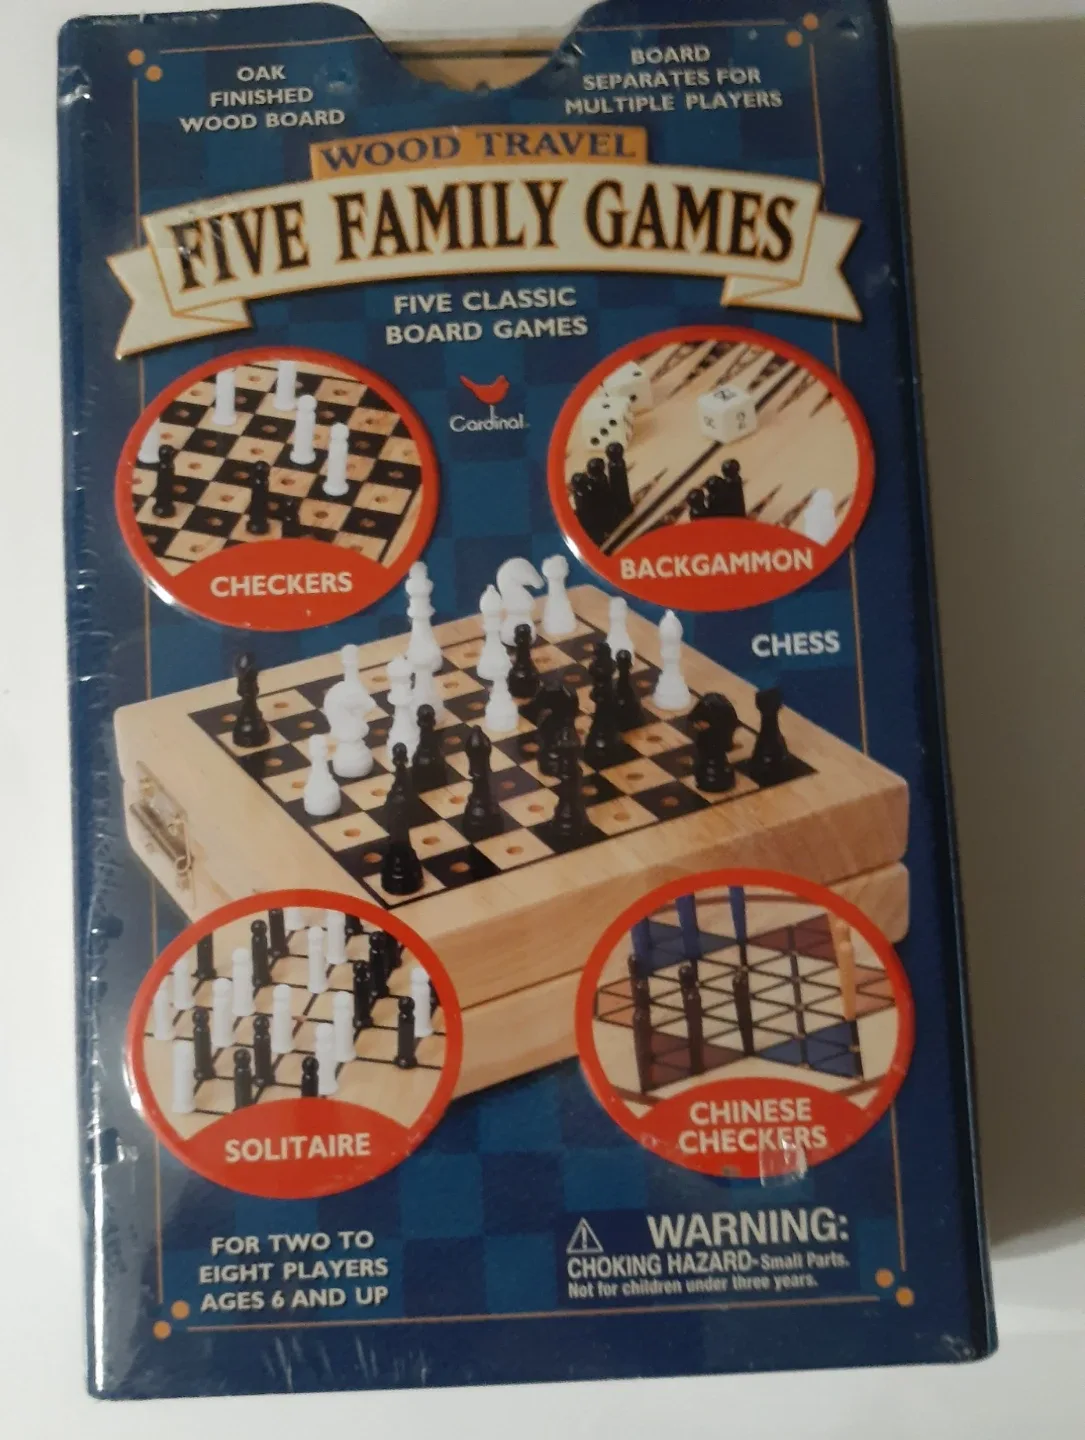 OAK
FINISHED
WOOD BOARD
BOARD
SEPARATES FOR
MULTIPLE PLAYERS
WOOD TRAVEL
FIVE FAMILY GAMES
FIVE CLASSIC
BOARD GAMES
Cardinal
CHECKERS
BACKGAMMON
CHESS
SOLITAIRE
CHINESE
CHECKERS
FOR TWO TO
EIGHT PLAYERS
AGES 6 AND UP
WARNING:
CHOKING HAZARD-Small Parts.
Not for children under three years.